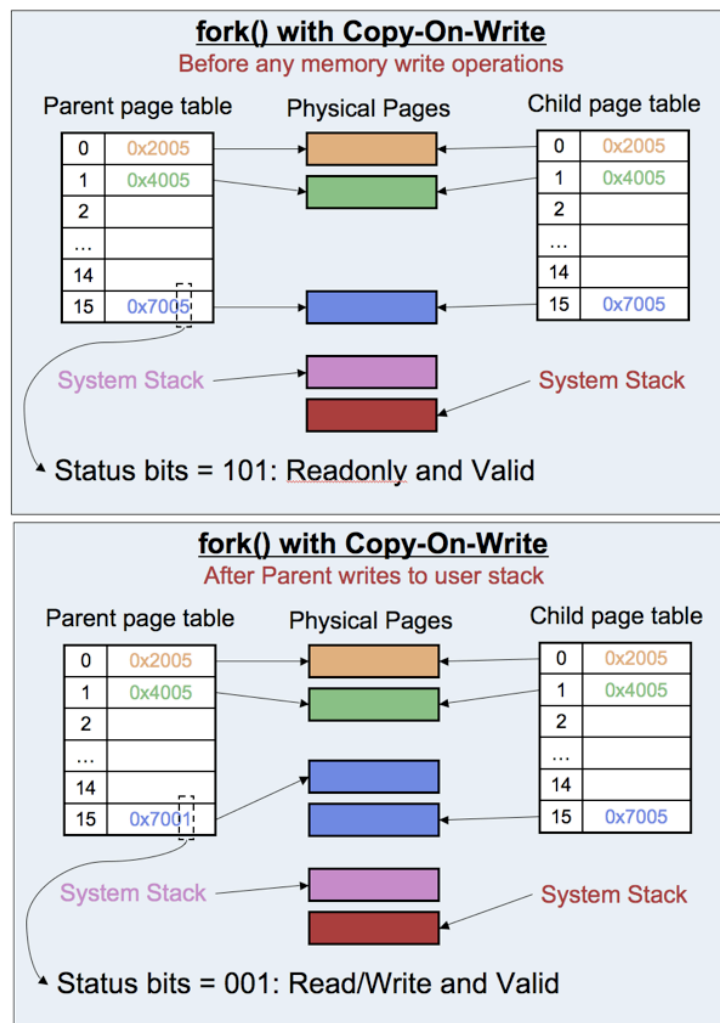 fork() with Copy-On-Write
Before any memory write operations
Parent page table
Physical Pages
Child page table
0 0x2005
1 0x4005
2
...
14
15 0x7005
0 0x2005
1 0x4005
2
...
14
15 0x7005
System Stack
System Stack
Status bits = 101: Readonly and Valid
fork() with Copy-On-Write
After Parent writes to user stack
Parent page table
Physical Pages
Child page table
0 0x2005
1 0x4005
2
...
14
15 0x7001
0 0x2005
1 0x4005
2
...
14
15 0x7005
System Stack
System Stack
Status bits = 001: Read/Write and Valid